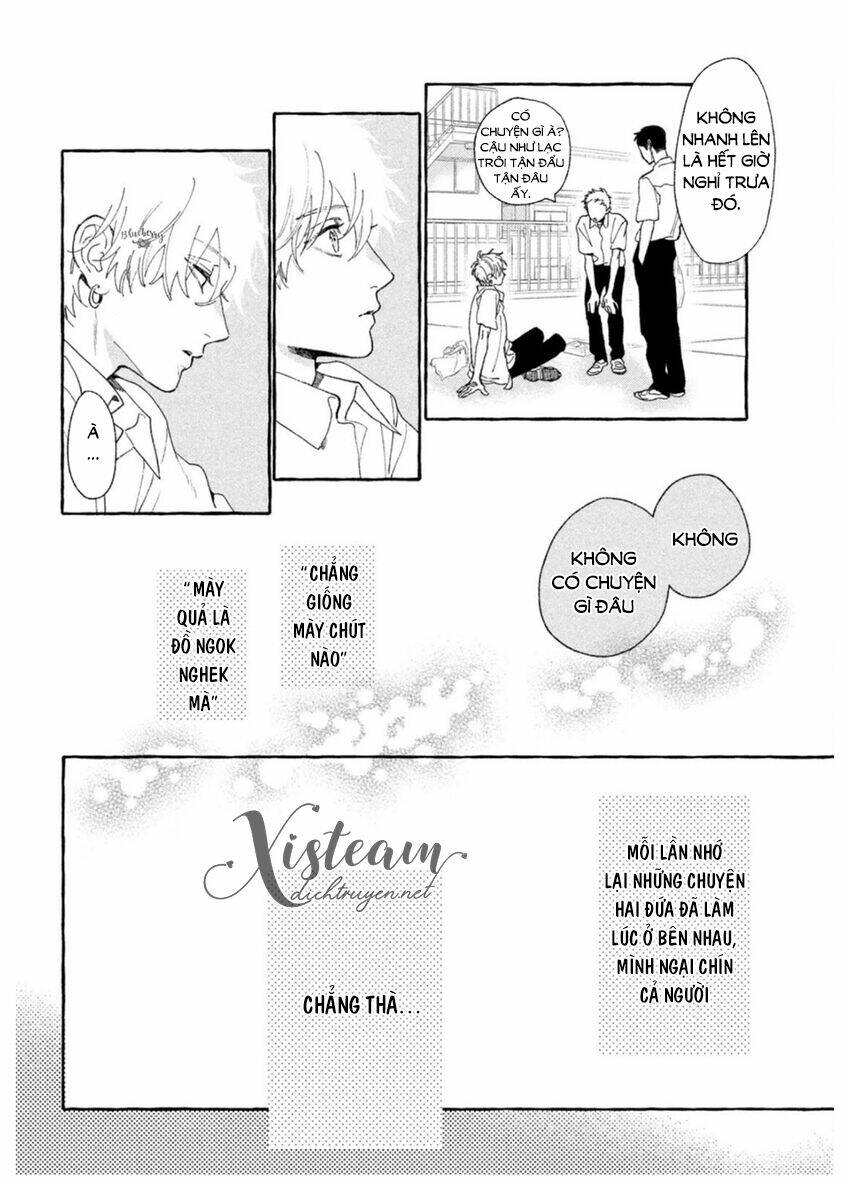 KHÔNG
NHANH LÊN
LÀ HẾT GIỜ
NGHỈ TRƯA
ĐÓ.
CÓ
CHUYỆN GÌ À?
CẬU NHƯ LẠC
TRÔI TẬN ĐẨU
TẬN ĐÂU
ẤY.
Blueberry
À
...
KHÔNG
KHÔNG
CÓ CHUYỆN
GÌ ĐÂU
“CHẲNG
GIỐNG
MÀY CHÚT
NÀO”
“MÀY
QUẢ LÀ
ĐỒ NGOK
NGHEK
MÀ”
MỖI LẦN NHỚ
LẠI NHỮNG CHUYỆN
HAI ĐỨA ĐÃ LÀM
LÚC Ở BÊN NHAU,
MÌNH NGẠI CHÍN
CẢ NGƯỜI
Xisteam
dichtruyen.net
CHẲNG THÀ...